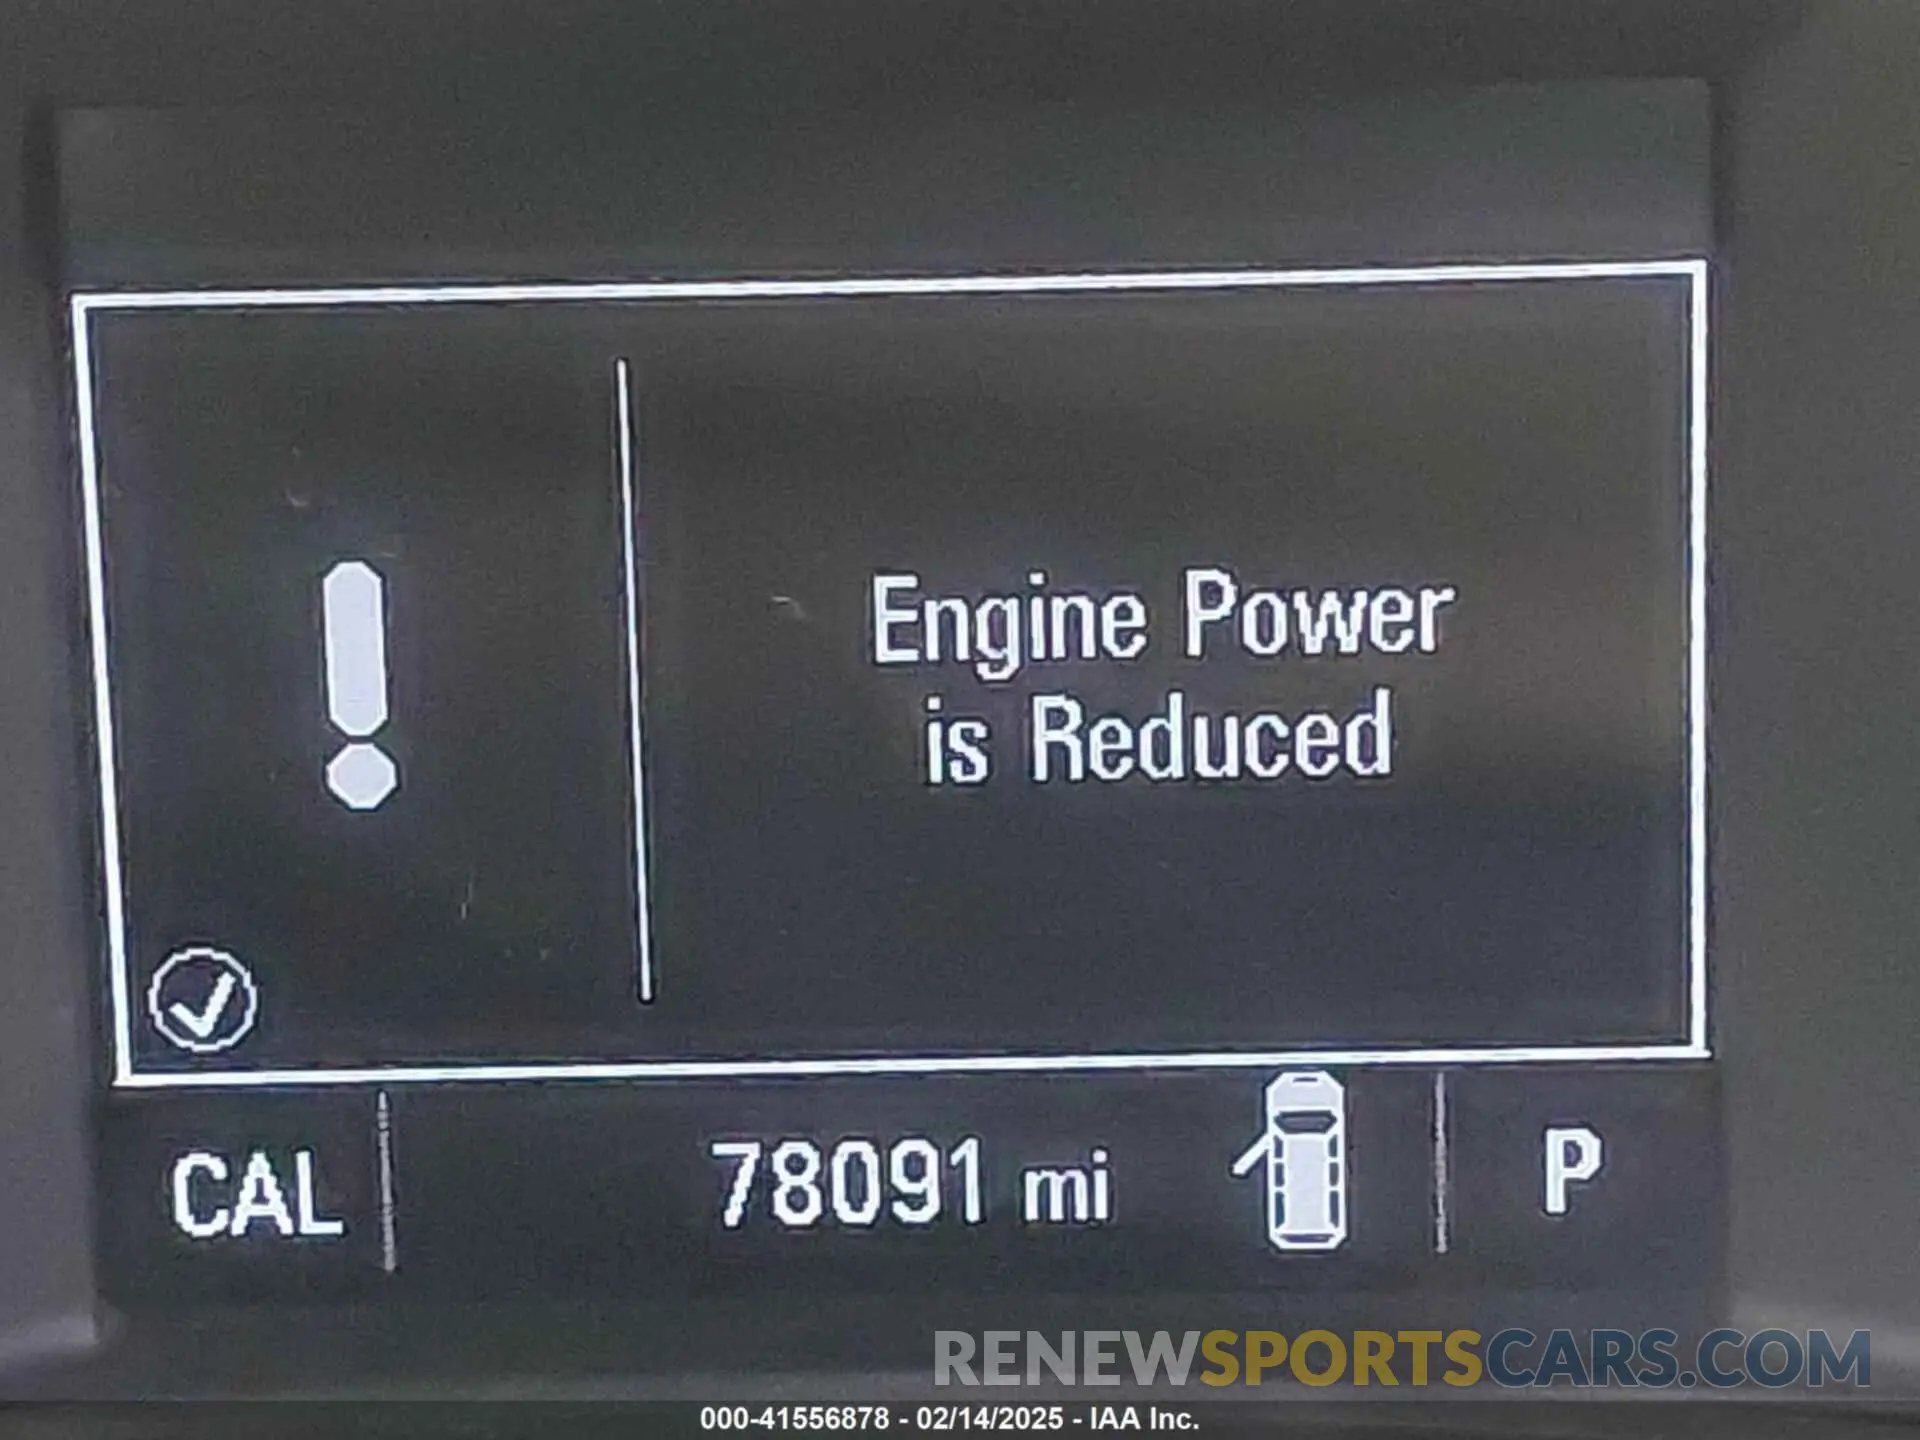 Engine Power
is Reduced
CAL 78091 mi P
RENEWSPORTSCARS.COM
000-41556878 - 02/14/2025 - IAA Inc.